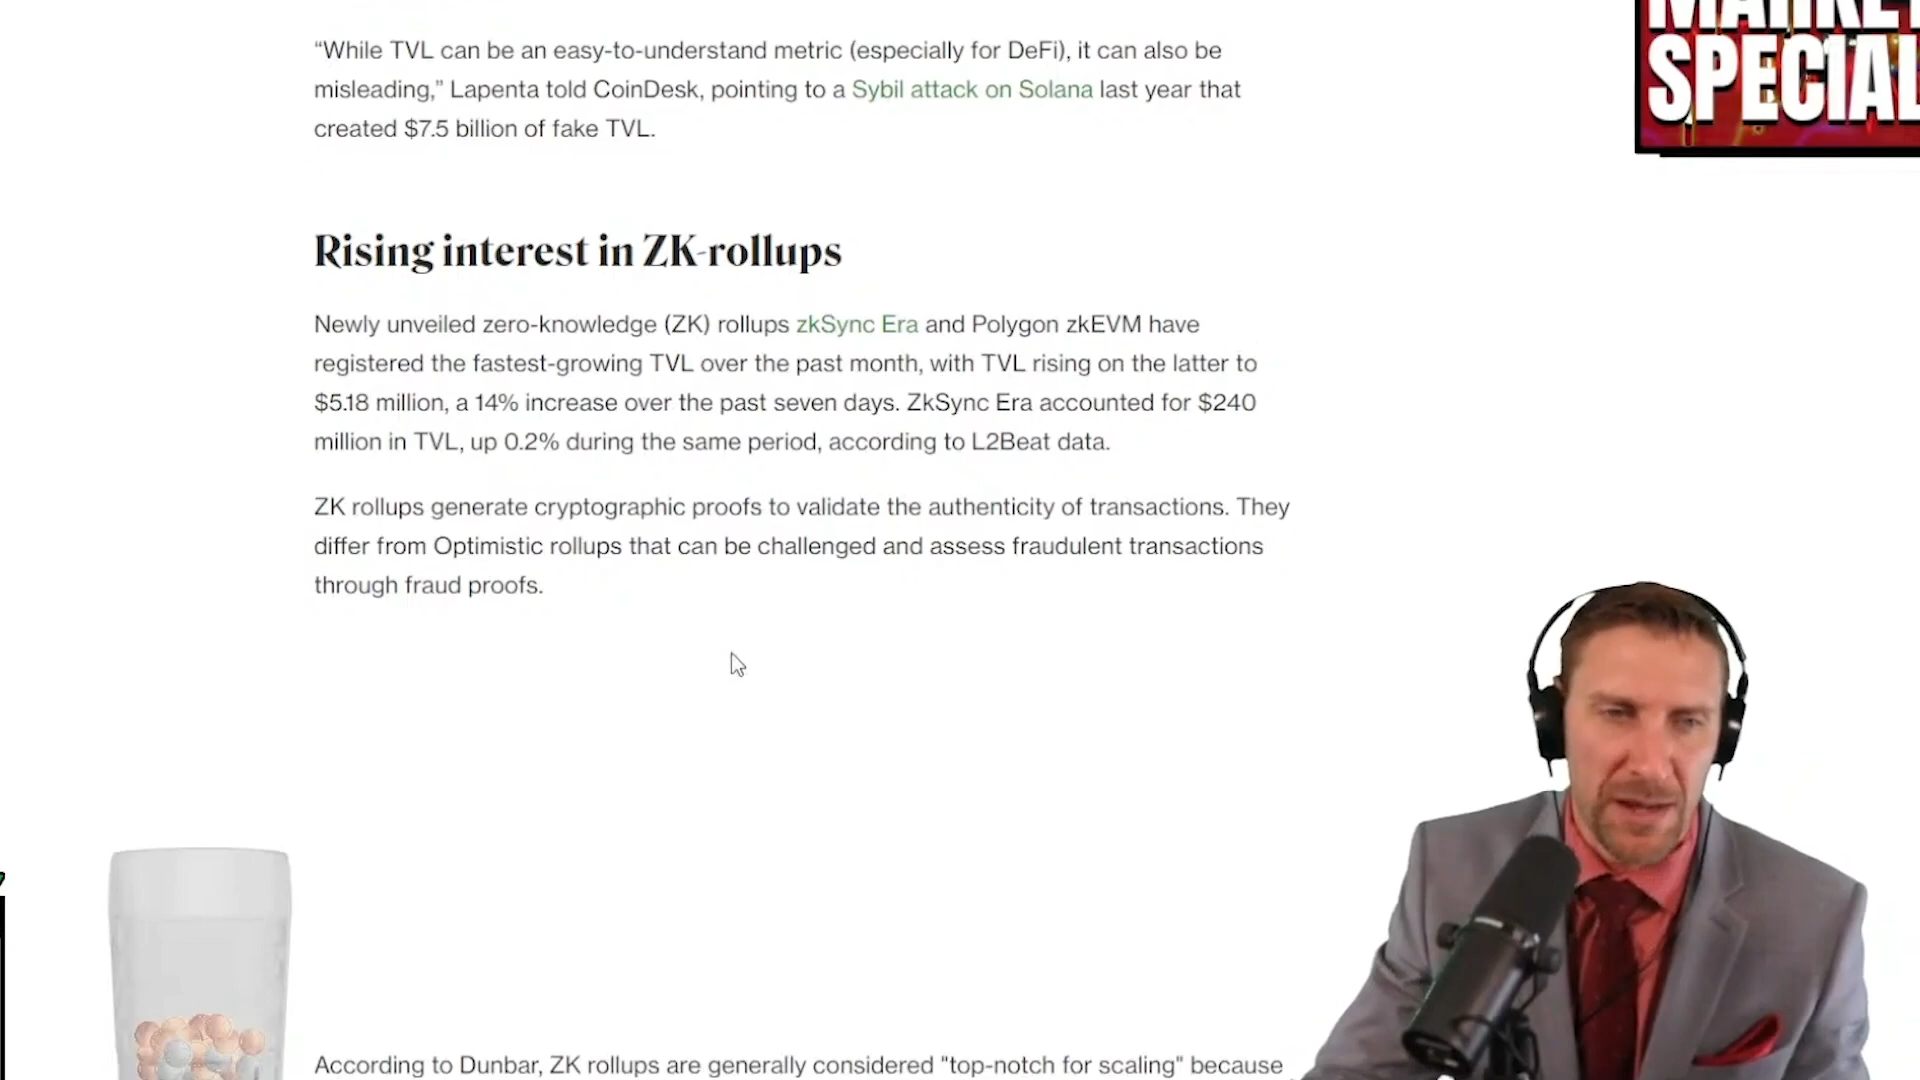 “While TVL can be an easy-to-understand metric (especially for DeFi), it can also be
misleading,” Lapenta told CoinDesk, pointing to a Sybil attack on Solana last year that
created $7.5 billion of fake TVL.
SPECIAL
Rising interest in ZK-rollups
Newly unveiled zero-knowledge (ZK) rollups zkSync Era and Polygon zkEVM have
registered the fastest-growing TVL over the past month, with TVL rising on the latter to
$5.18 million, a 14% increase over the past seven days. ZkSync Era accounted for $240
million in TVL, up 0.2% during the same period, according to L2Beat data.
ZK rollups generate cryptographic proofs to validate the authenticity of transactions. They
differ from Optimistic rollups that can be challenged and assess fraudulent transactions
through fraud proofs.
According to Dunbar, ZK rollups are generally considered "top-notch for scaling" because